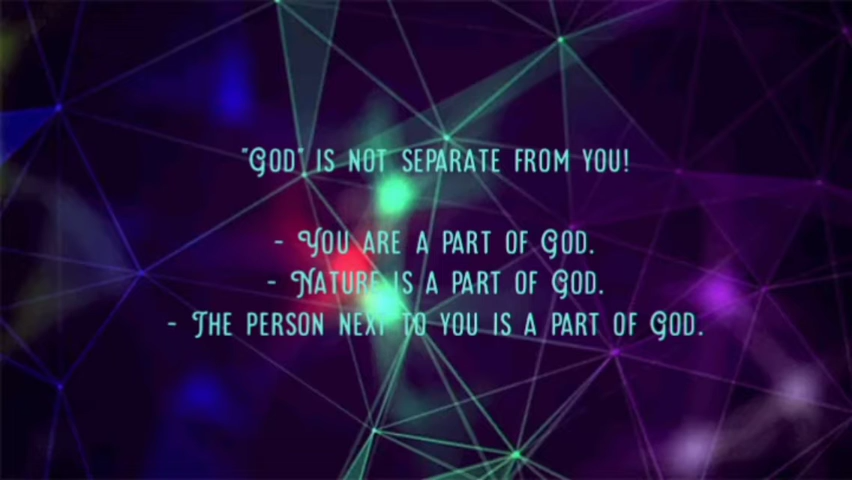 "God" is not separate from you!
- You are a part of God.
- Nature is a part of God.
- The person next to you is a part of God.